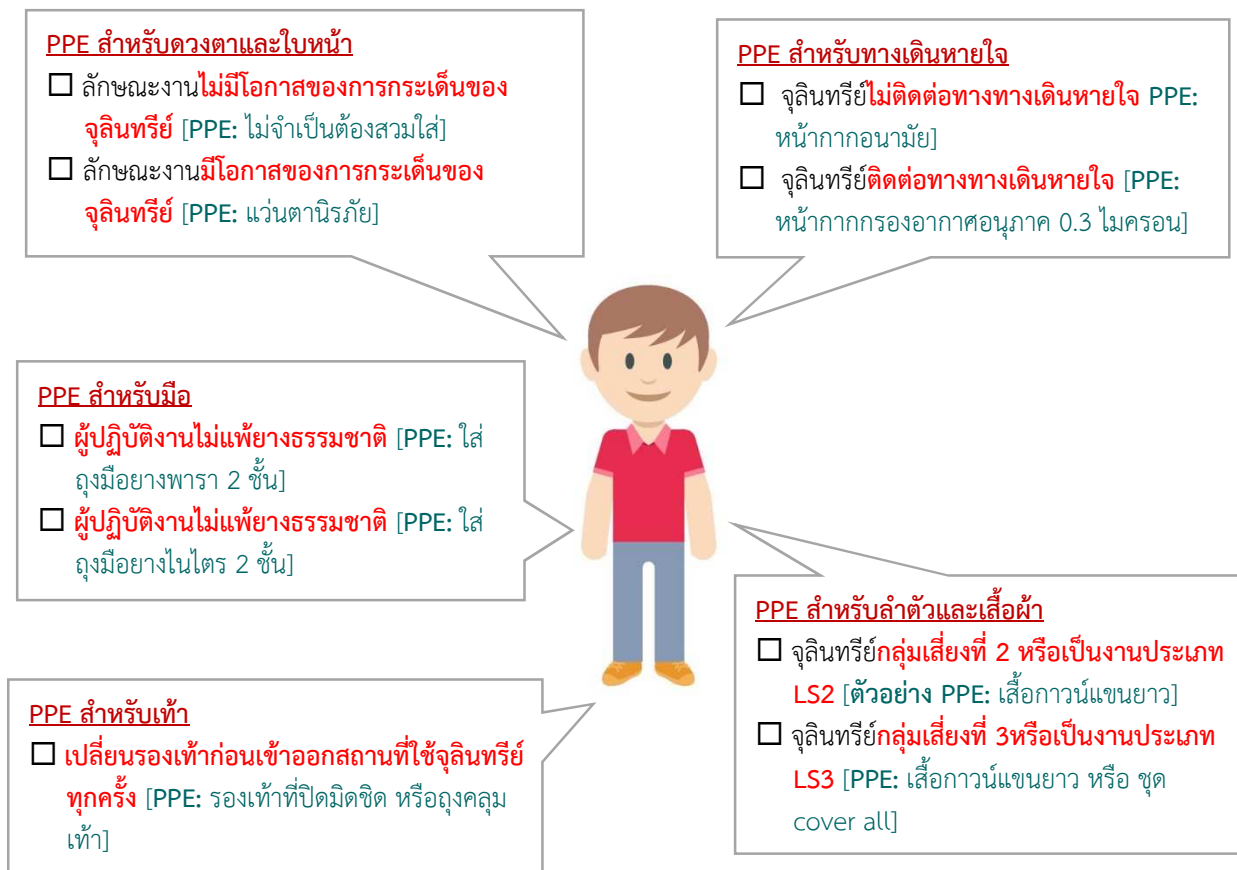 PPE สำหรับดวงตาและใบหน้า
☐ ลักษณะงานไม่มีโอกาสของการกระเด็นของ
จุลินทรีย์ [PPE: ไม่จำเป็นต้องสวมใส่]
☐ ลักษณะงานมีโอกาสของการกระเด็นของ
จุลินทรีย์ [PPE: แว่นตานิรภัย]
PPE สำหรับทางเดินหายใจ
☐ จุลินทรีย์ไม่ติดต่อทางทางเดินหายใจ PPE:
หน้ากากอนามัย]
☐ จุลินทรีย์ติดต่อทางทางเดินหายใจ [PPE:
หน้ากากกรองอากาศอนุภาค 0.3 ไมครอน]
PPE สำหรับมือ
☐ ผู้ปฏิบัติงานไม่แพ้ยางธรรมชาติ [PPE: ใส่
ถุงมือยางพารา 2 ชั้น]
☐ ผู้ปฏิบัติงานไม่แพ้ยางธรรมชาติ [PPE: ใส่
ถุงมือยางไนไตร 2 ชั้น]
PPE สำหรับลำตัวและเสื้อผ้า
☐ จุลินทรีย์กลุ่มเสี่ยงที่ 2 หรือเป็นงานประเภท
LS2 [ตัวอย่าง PPE: เสื้อกาวน์แขนยาว]
☐ จุลินทรีย์กลุ่มเสี่ยงที่ 3หรือเป็นงานประเภท
LS3 [PPE: เสื้อกาวน์แขนยาว หรือ ชุด
cover all]
PPE สำหรับเท้า
☐ เปลี่ยนรองเท้าก่อนเข้าออกสถานที่ใช้จุลินทรีย์
ทุกครั้ง [PPE: รองเท้าที่ปิดมิดชิด หรือถุงคลุม
เท้า]